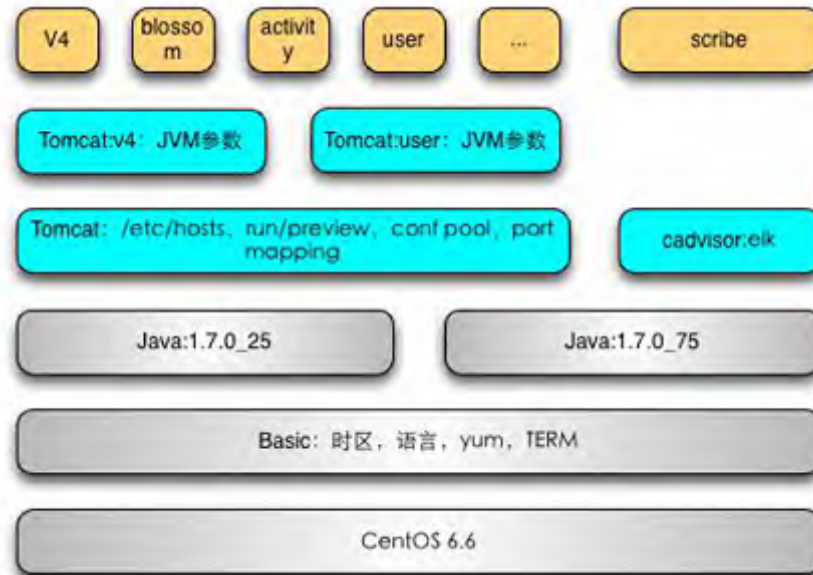 V4
blosso
m
activit
y
user
...
scribe
Tomcat:v4：JVM参数
Tomcat:user：JVM参数
Tomcat：/etc/hosts、run/preview，conf pool，port
mapping
cadvisor:elk
Java:1.7.0_25
Java:1.7.0_75
Basic：时区，语言，yum，TERM
CentOS 6.6